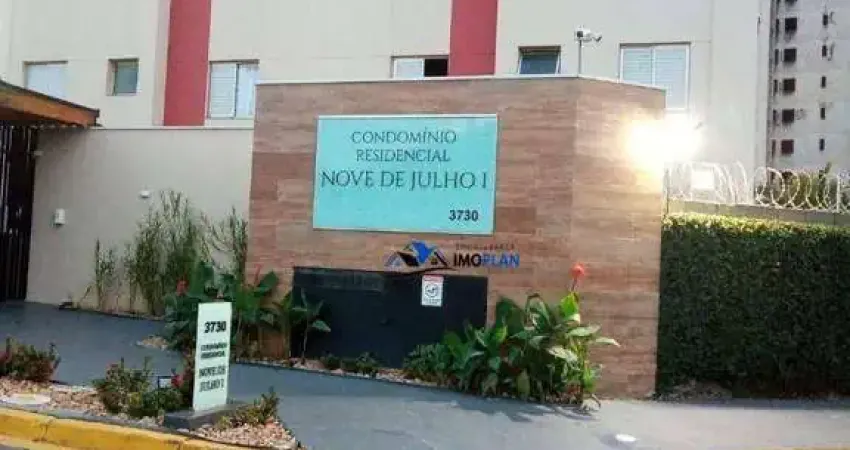 CONDOMÍNIO
RESIDENCIAL
NOVE DE JULHO I
3730
IMOPLAN
3730
CONDOMÍNIO
RESIDENCIAL
NOVE DE
JULHO I